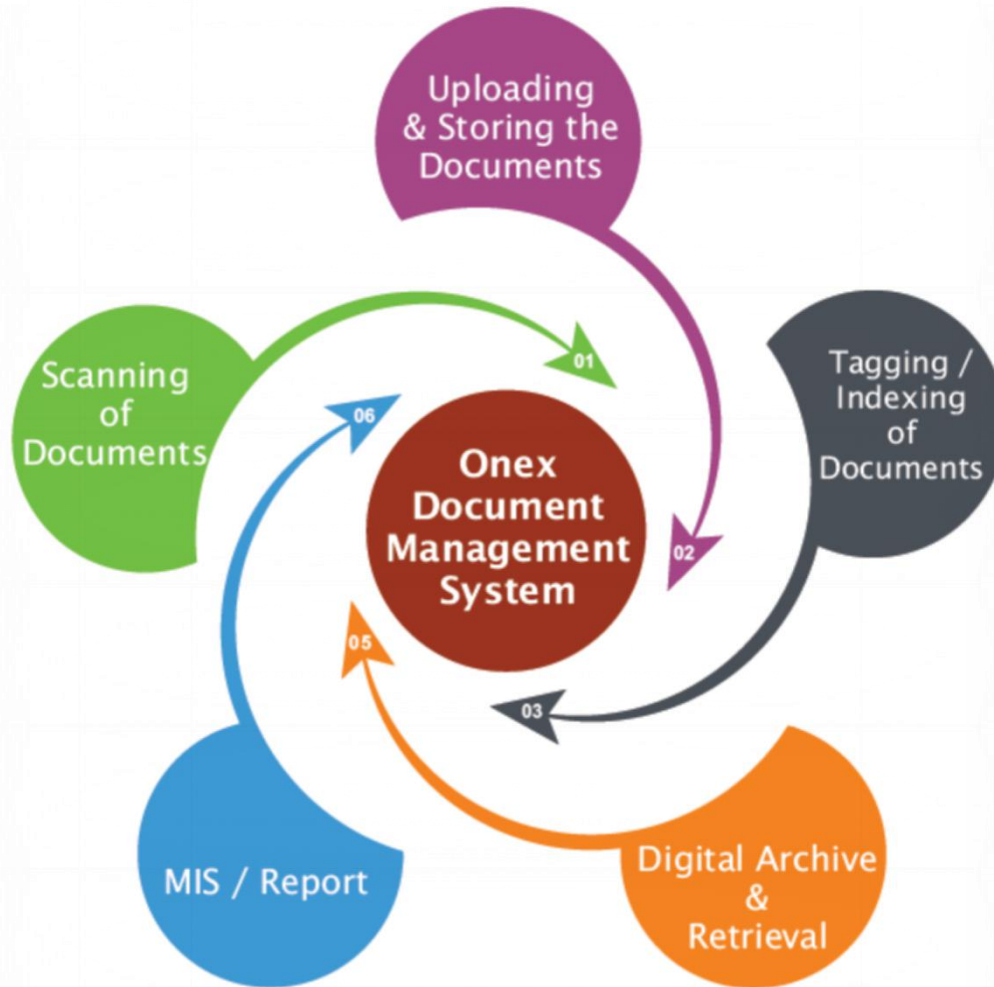 Uploading
& Storing the
Documents
Scanning
of
Documents
01
Tagging /
Indexing
of
Documents
06
Onex
Document
Management
System
02
05
03
MIS / Report
Digital Archive
&
Retrieval